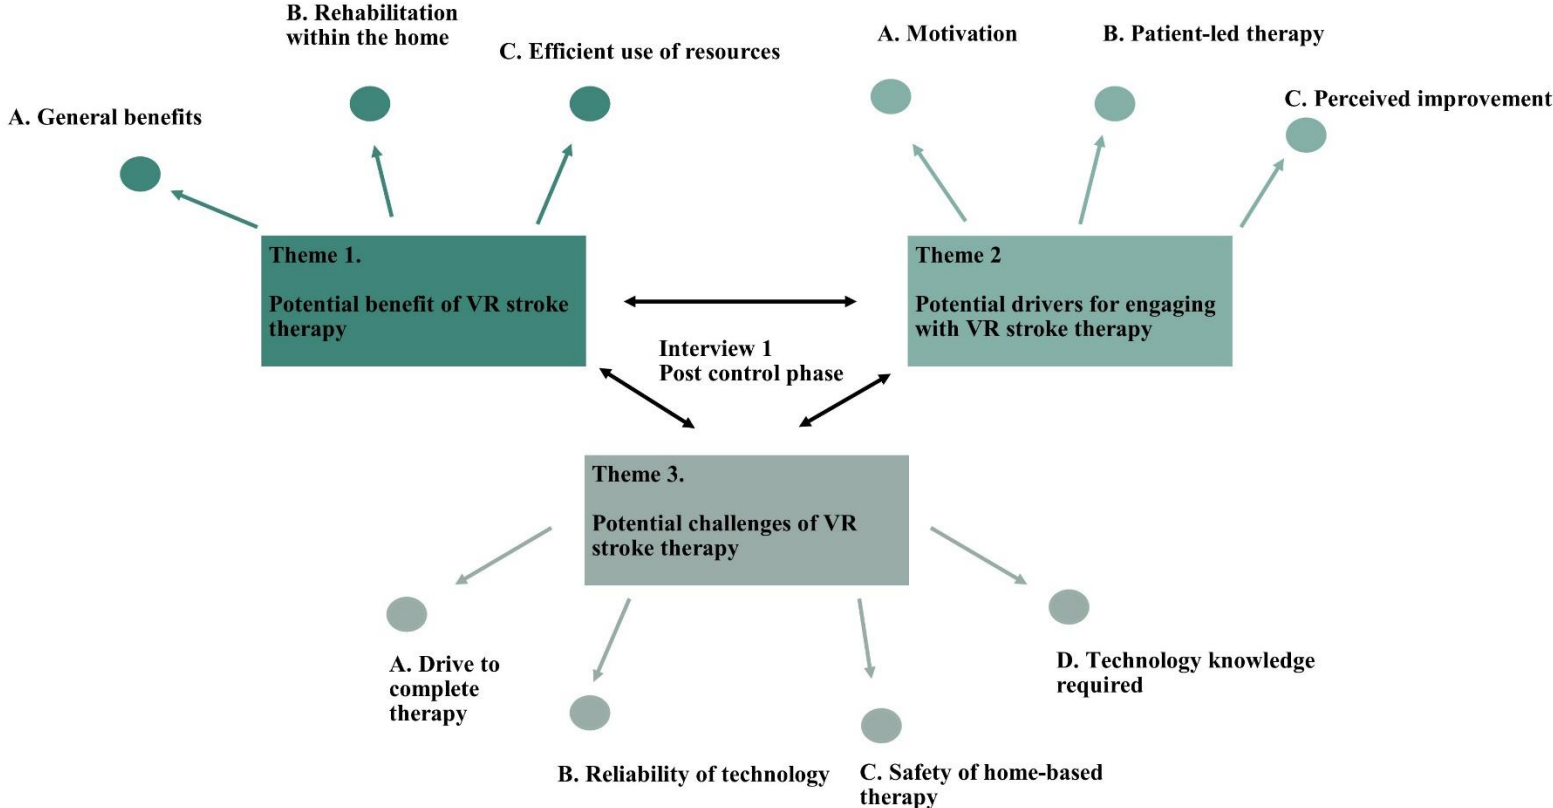 A. General benefits
B. Rehabilitation
within the home
C. Efficient use of resources
A. Motivation
B. Patient-led therapy
C. Perceived improvement
Theme 1.
Potential benefit of VR stroke
therapy
Theme 2
Potential drivers for engaging
with VR stroke therapy
Interview 1
Post control phase
Theme 3.
Potential challenges of VR
stroke therapy
A. Drive to
complete
therapy
B. Reliability of technology
C. Safety of home-based
therapy
D. Technology knowledge
required